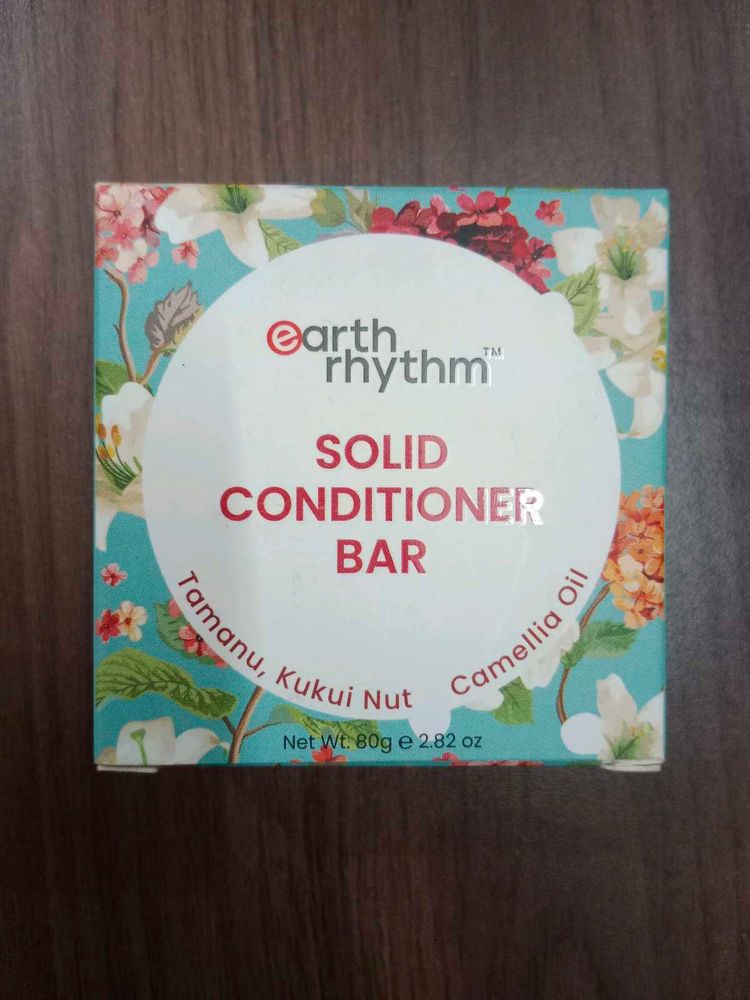 earth
rhythm™
SOLID
CONDITIONER
BAR
Tamanu, Kukui Nut Camellia Oil
Net Wt. 80g ℮ 2.82 oz